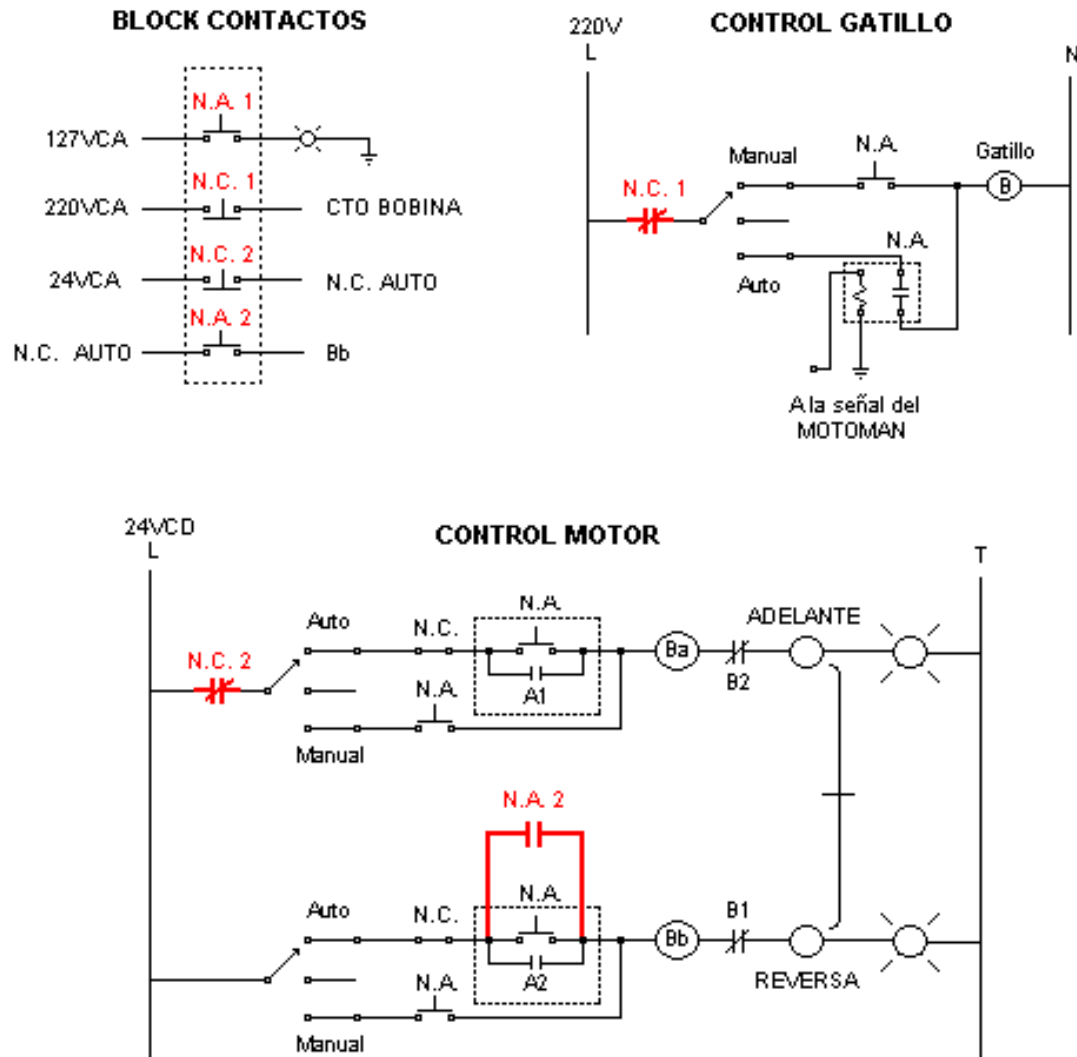 BLOCK CONTACTOS
N.A. 1
127VCA
N.C. 1
220VCA
CTO BOBINA
N.C. 2
24VCA
N.C. AUTO
N.A. 2
N.C. AUTO
Bb
220V
CONTROL GATILLO
L
N
Manual
N.A.
Gatillo
N.C. 1
B
N.A.
Auto
A la señal del
MOTOMAN
24VCD
CONTROL MOTOR
L
T
N.A.
Auto
N.C.
ADELANTE
N.C. 2
Ba
B2
N.A.
A1
Manual
N.A. 2
N.A.
Auto
N.C.
B1
Bb
N.A.
A2
REVERSA
Manual